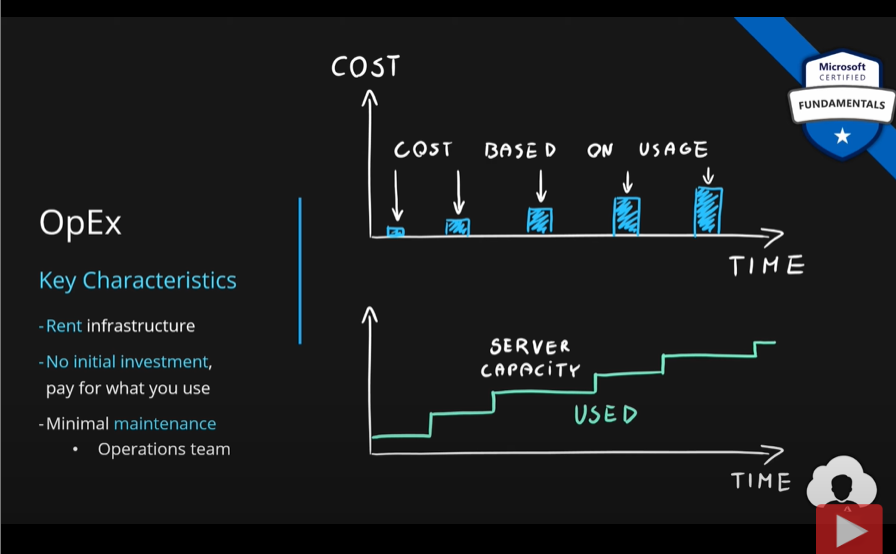 OpEx
Key Characteristics
-Rent infrastructure
-No initial investment,
pay for what you use
-Minimal maintenance
• Operations team
COST
COST BASED ON USAGE
TIME
SERVER
CAPACITY
USED
TIME
Microsoft
CERTIFIED
FUNDAMENTALS